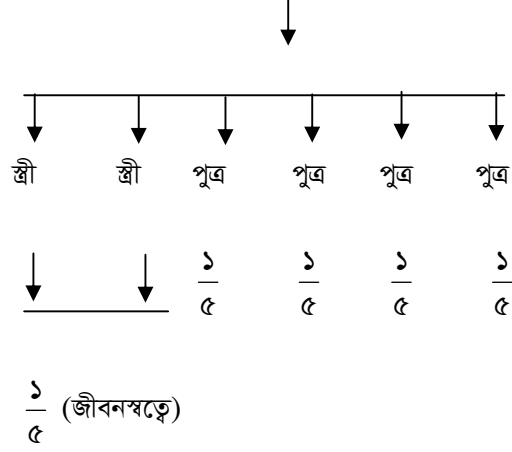 স্ত্রী স্ত্রী পুত্র পুত্র পুত্র পুত্র
১/৫ ১/৫ ১/৫ ১/৫
১/৫ (জীবনস্বত্বে)